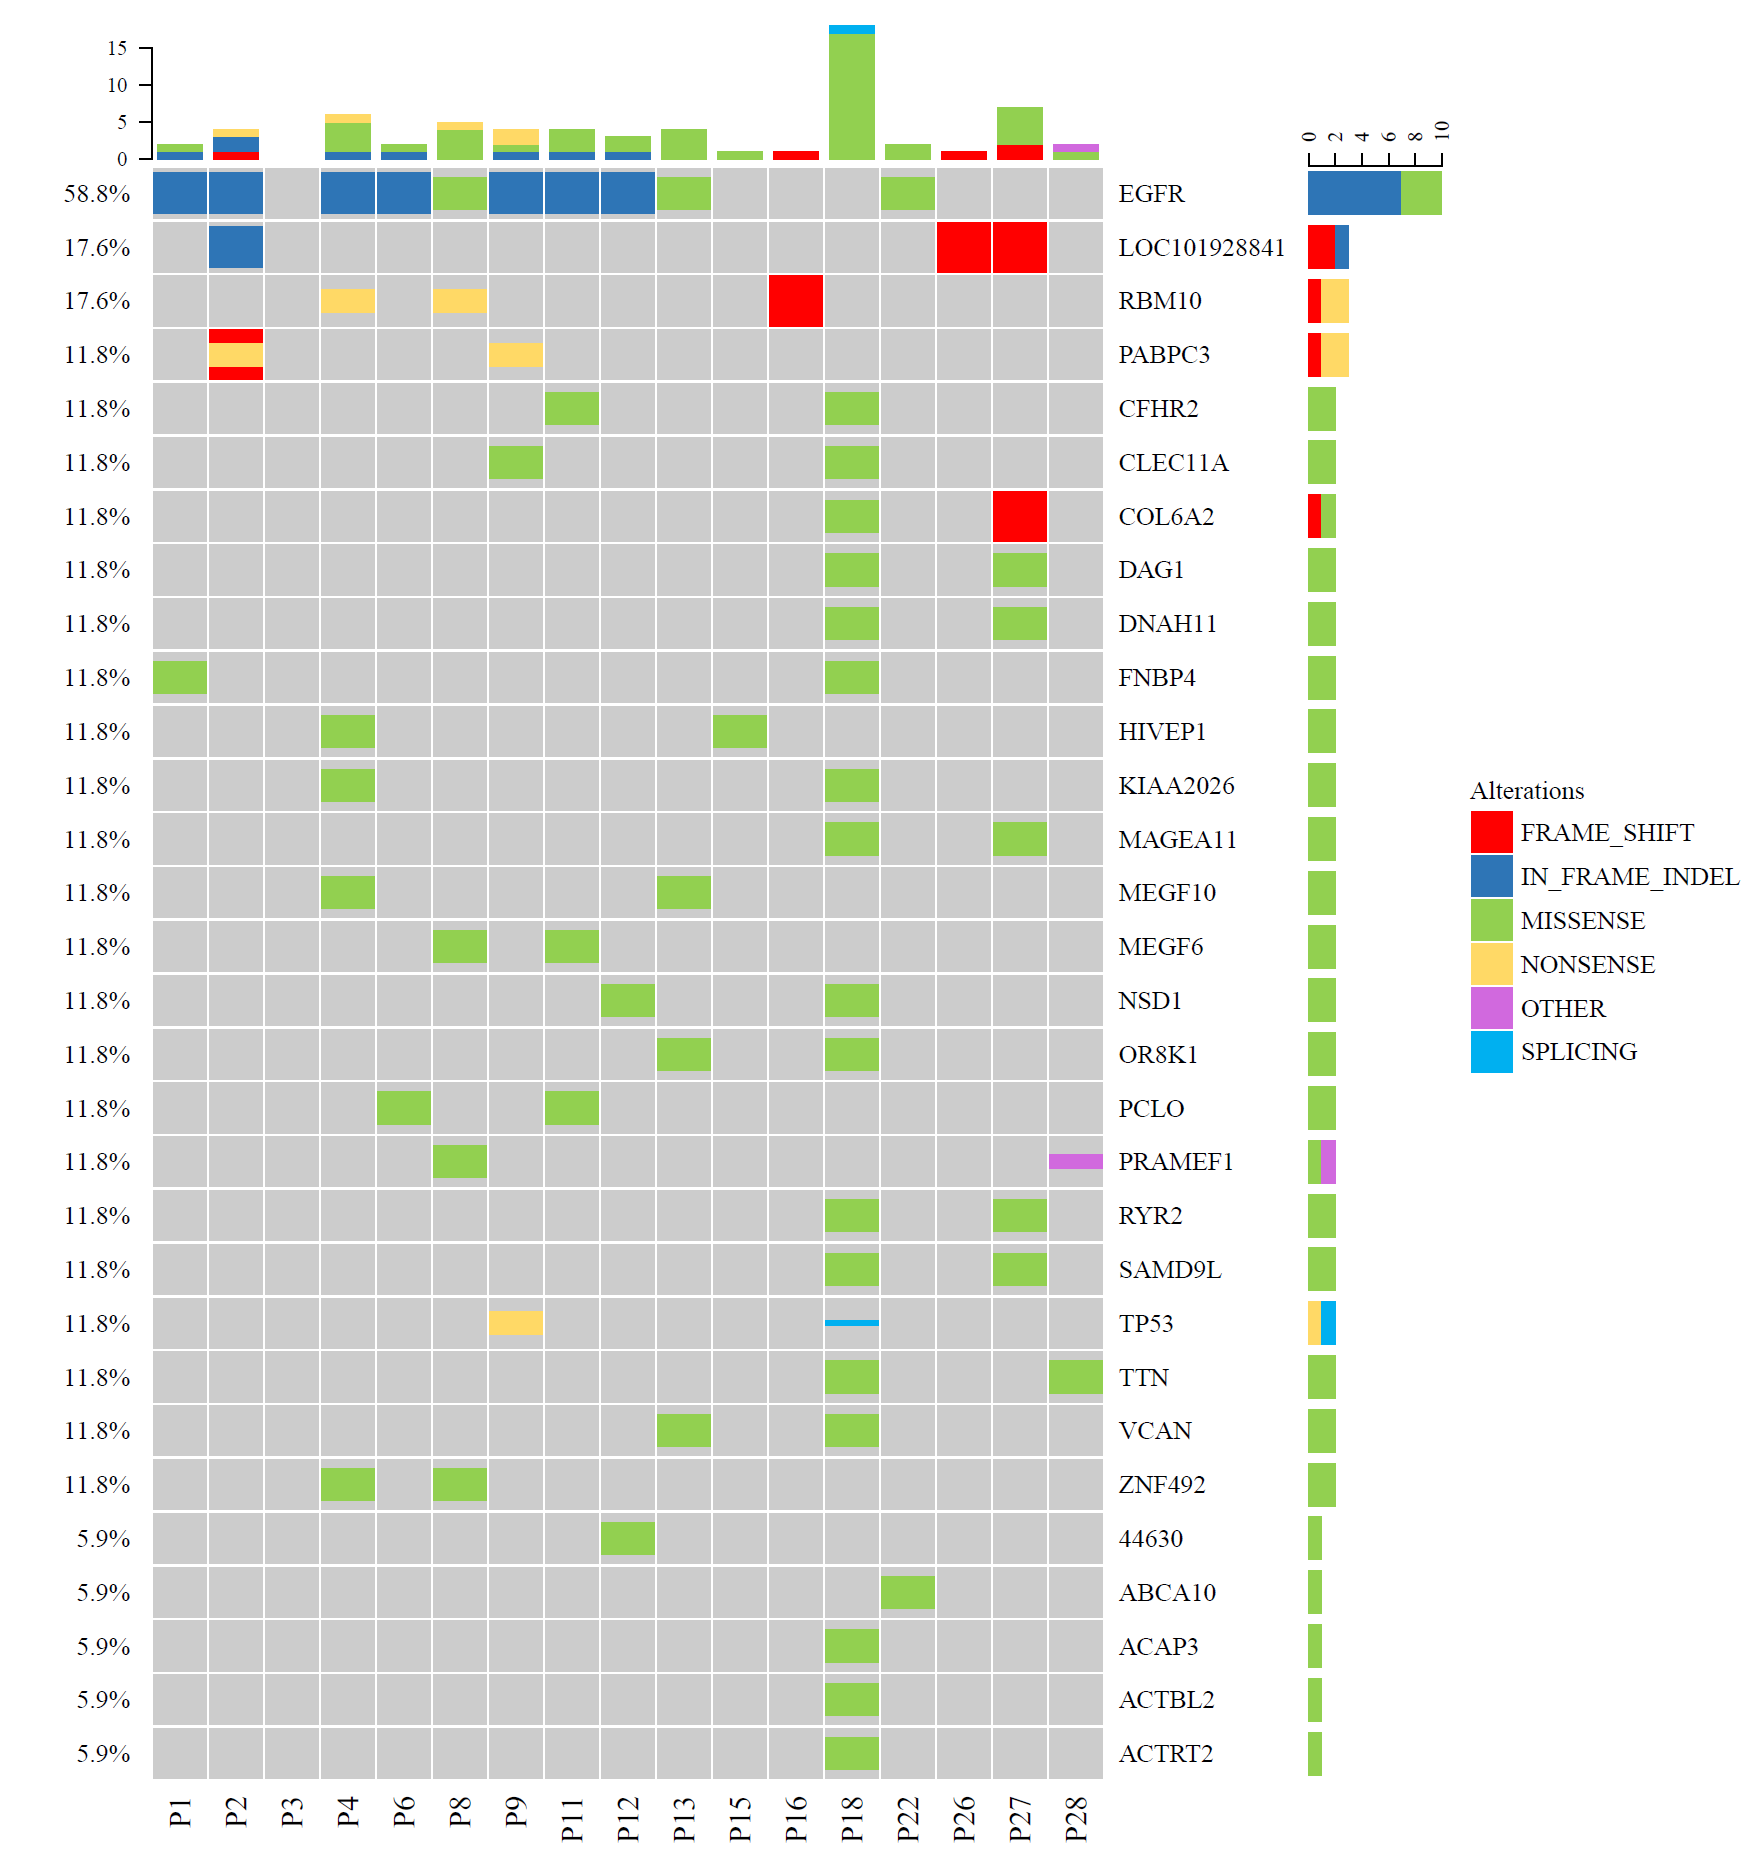 15
10
5
0
0 2 4 6 8 10
58.8% EGFR
17.6% LOC101928841
17.6% RBM10
11.8% PABPC3
11.8% CFHR2
11.8% CLEC11A
11.8% COL6A2
11.8% DAG1
11.8% DNAH11
11.8% FNBP4
11.8% HIVEP1
11.8% KIAA2026
11.8% MAGEA11
11.8% MEGF10
11.8% MEGF6
11.8% NSD1
11.8% OR8K1
11.8% PCLO
11.8% PRAMEF1
11.8% RYR2
11.8% SAMD9L
11.8% TP53
11.8% TTN
11.8% VCAN
11.8% ZNF492
5.9% 44630
5.9% ABCA10
5.9% ACAP3
5.9% ACTBL2
5.9% ACTRT2
P1 P2 P3 P4 P6 P8 P9 P11 P12 P13 P15 P16 P18 P22 P26 P27 P28
Alterations
FRAME_SHIFT
IN_FRAME_INDEL
MISSENSE
NONSENSE
OTHER
SPLICING